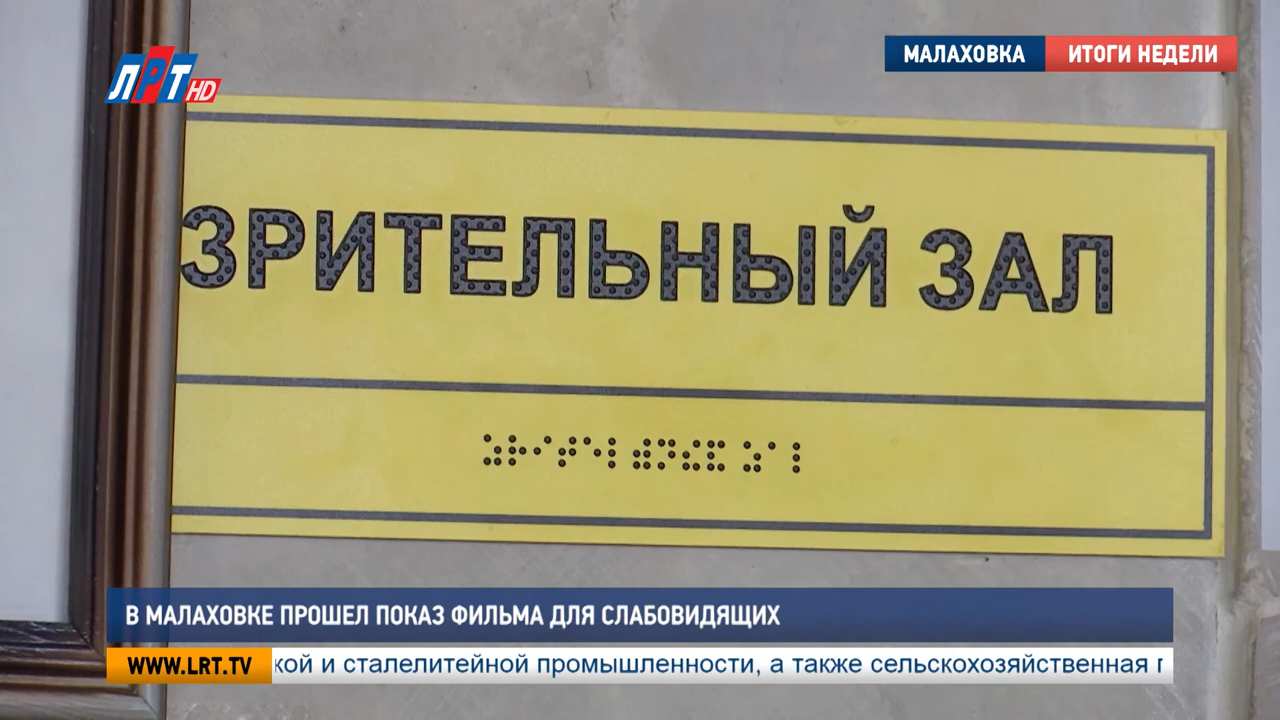 ЛРТ HD
МАЛАХОВКА ИТОГИ НЕДЕЛИ
ЗРИТЕЛЬНЫЙ ЗАЛ
⠵⠗⠊⠞⠑⠇⠾⠝⠮⠯ ⠵⠁⠇
В МАЛАХОВКЕ ПРОШЕЛ ПОКАЗ ФИЛЬМА ДЛЯ СЛАБОВИДЯЩИХ
WWW.LRT.TV кой и сталелитейной промышленности, а также сельскохозяйственная